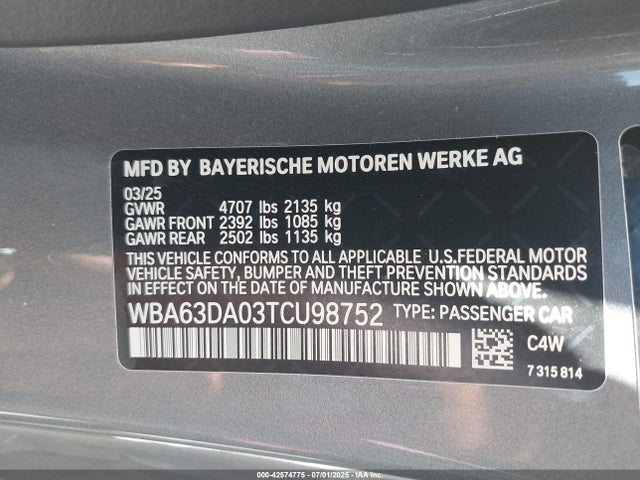 MFD BY BAYERISCHE MOTOREN WERKE AG
03/25
GVWR 4707 lbs 2135 kg
GAWR FRONT 2392 lbs 1085 kg
GAWR REAR 2502 lbs 1135 kg
THIS VEHICLE CONFORMS TO ALL APPLICABLE U.S.FEDERAL MOTOR
VEHICLE SAFETY, BUMPER AND THEFT PREVENTION STANDARDS
IN EFFECT ON THE DATE OF MANUFACTURE SHOWN ABOVE.
WBA63DA03TCU98752 TYPE: PASSENGER CAR
C4W
7 315 814
000-42574775 - 07/01/2025 - IAAI.COM